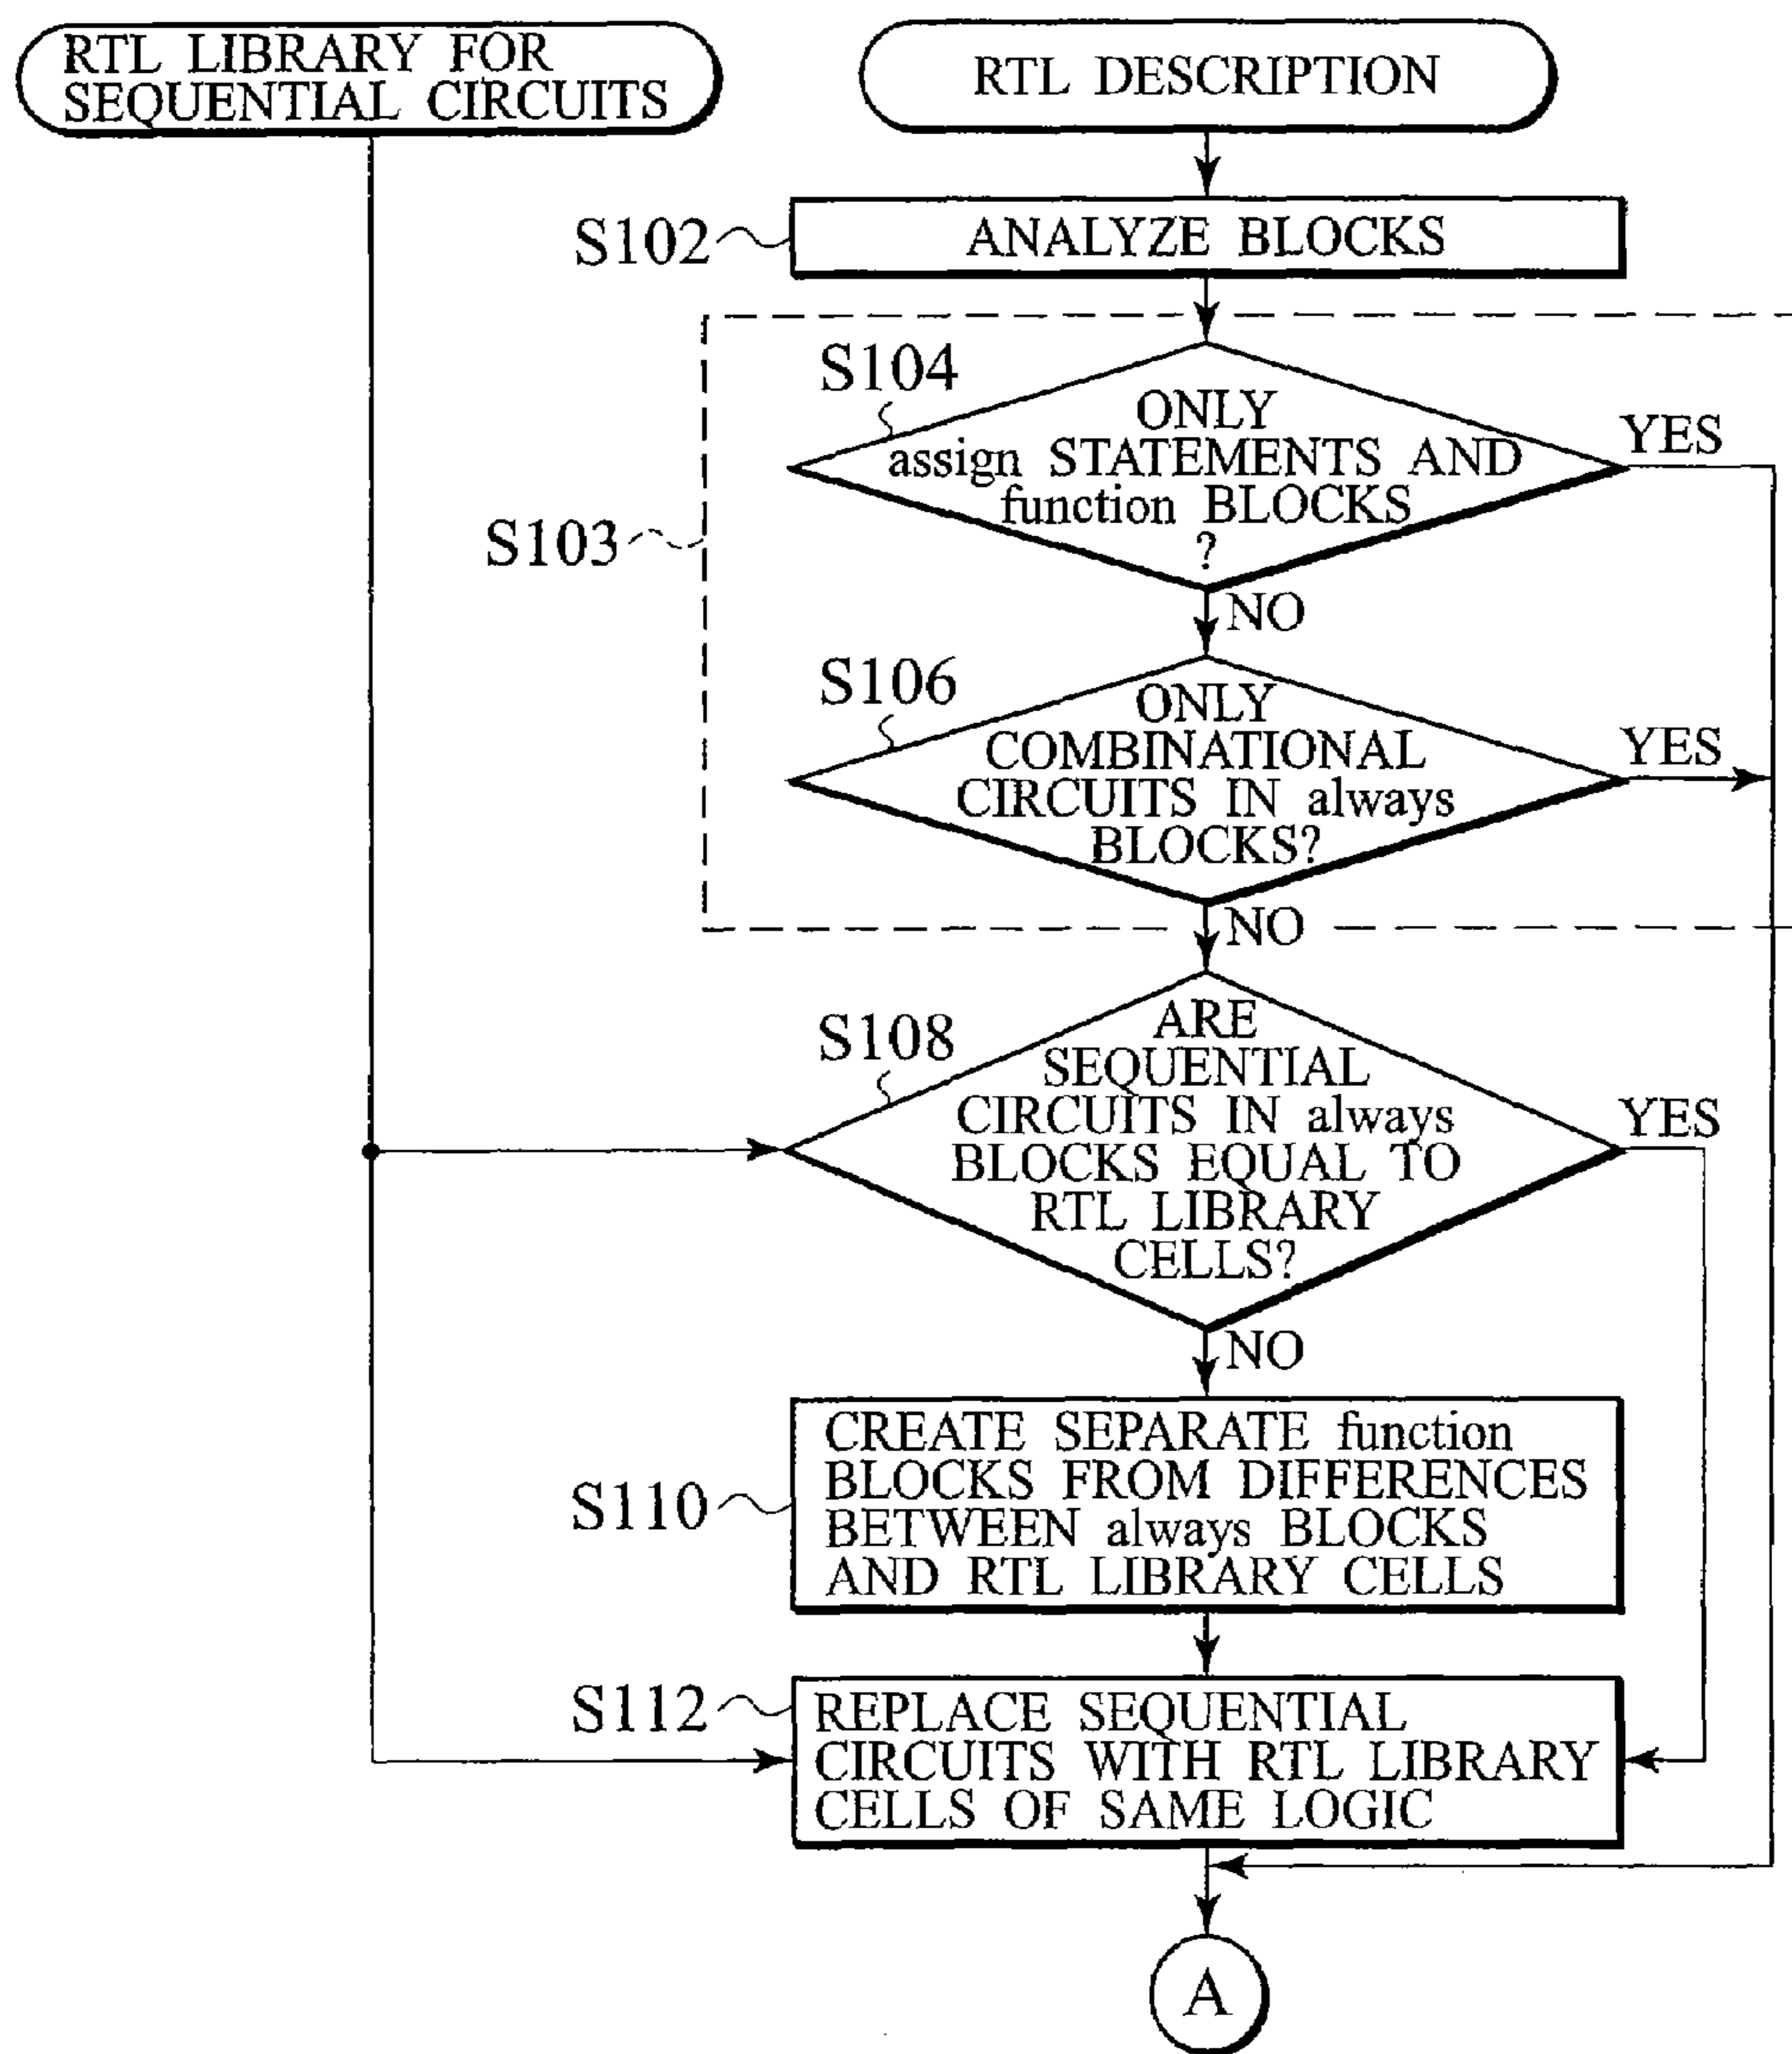 RTL LIBRARY FOR
SEQUENTIAL CIRCUITS
RTL DESCRIPTION
S102
ANALYZE BLOCKS
S103
S104
ONLY
assign STATEMENTS AND
function BLOCKS
?
YES
NO
S106
ONLY
COMBINATIONAL
CIRCUITS IN always
BLOCKS?
YES
NO
S108
ARE
SEQUENTIAL
CIRCUITS IN always
BLOCKS EQUAL TO
RTL LIBRARY
CELLS?
YES
NO
S110
CREATE SEPARATE function
BLOCKS FROM DIFFERENCES
BETWEEN always BLOCKS
AND RTL LIBRARY CELLS
S112
REPLACE SEQUENTIAL
CIRCUITS WITH RTL LIBRARY
CELLS OF SAME LOGIC
A